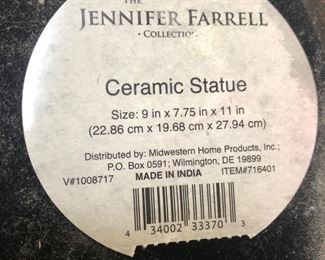 THE
JENNIFER FARRELL
· COLLECTION ·
Ceramic Statue
Size: 9 in x 7.75 in x 11 in
(22.86 cm x 19.68 cm x 27.94 cm)
Distributed by: Midwestern Home Products, Inc.;
P.O. Box 0591; Wilmington, DE 19899
V#1008717 MADE IN INDIA ITEM#716401
4 34002 33370 3